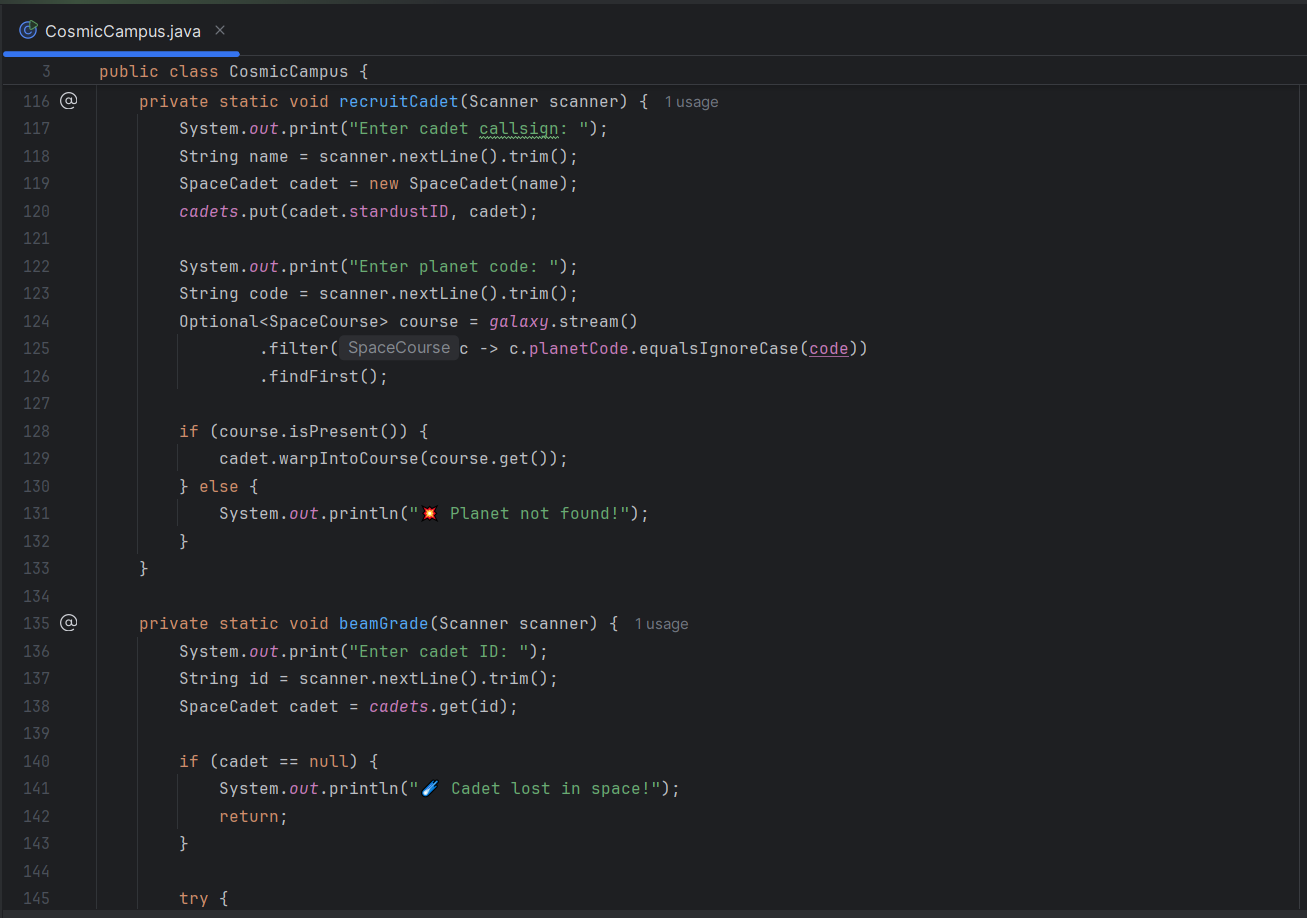 CosmicCampus.java
3 public class CosmicCampus {
116 @ private static void recruitCadet(Scanner scanner) { 1 usage
117 System.out.print("Enter cadet callsign: ");
118 String name = scanner.nextLine().trim();
119 SpaceCadet cadet = new SpaceCadet(name);
120 cadets.put(cadet.stardustID, cadet);
121
122 System.out.print("Enter planet code: ");
123 String code = scanner.nextLine().trim();
124 Optional<SpaceCourse> course = galaxy.stream()
125 .filter( SpaceCourse c -> c.planetCode.equalsIgnoreCase(code))
126 .findFirst();
127
128 if (course.isPresent()) {
129 cadet.warpIntoCourse(course.get());
130 } else {
131 System.out.println("💥 Planet not found!");
132 }
133 }
134
135 @ private static void beamGrade(Scanner scanner) { 1 usage
136 System.out.print("Enter cadet ID: ");
137 String id = scanner.nextLine().trim();
138 SpaceCadet cadet = cadets.get(id);
139
140 if (cadet == null) {
141 System.out.println("☄️ Cadet lost in space!");
142 return;
143 }
144
145 try {